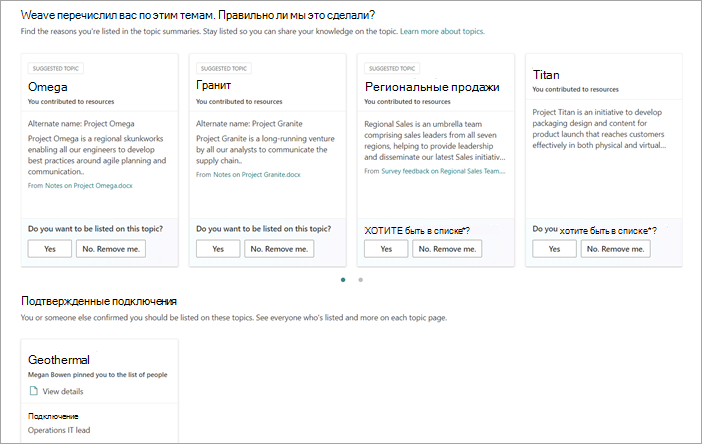 Weave перечислил вас по этим темам. Правильно ли мы это сделали?
Find the reasons you're listed in the topic summaries. Stay listed so you can share your knowledge on the topic. Learn more about topics.
SUGGESTED TOPIC
Omega
You contributed to resources
Alternate name: Project Omega
Project Omega is a regional skunkworks
enabling all our engineers to develop
best practices around agile planning and
communication..
From Notes on Project Omega.docx
Do you want to be listed on this topic?
Yes
No. Remove me.
SUGGESTED TOPIC
Гранит
You contributed to resources
Alternate name: Project Granite
Project Granite is a long-running venture
by all our analysts to communicate the
supply chain..
From Notes on Project Granite.docx
Do you want to be listed on this topic?
Yes
No. Remove me.
SUGGESTED TOPIC
Региональные продажи
You contributed to resources
Regional Sales is an umbrella team
comprising sales leaders from all seven
regions, helping to provide leadership
and disseminate our latest Sales initiativ...
From Survey feedback on Regional Sales Team....
ХОТИТЕ быть в списке*?
Yes
No. Remove me.
Titan
You contributed to resources
Project Titan is an initiative to develop
packaging design and content for
product launch that reaches customers
effectively in both physical and virtual...
Do you хотите быть в списке*?
Yes
No. Remove me.
Подтвержденные подключения
You or someone else confirmed you should be listed on these topics. See everyone who's listed and more on each topic page.
Geothermal
Megan Bowen pinned you to the list of people
View details
Подключение
Operations IT lead